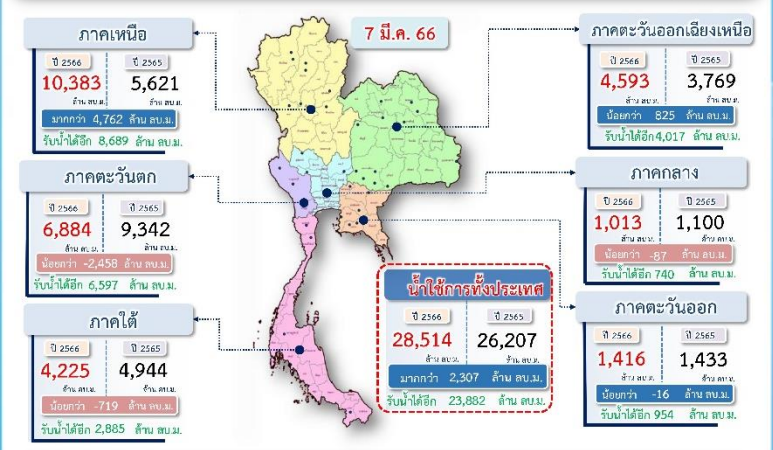 7 มี.ค. 66
ภาคเหนือ
ปี 2566 ปี 2565
10,383 5,621
ล้าน ลบ.ม. ล้าน ลบ.ม.
มากกว่า 4,762 ล้าน ลบ.ม.
รับน้ำได้อีก 8,689 ล้าน ลบ.ม.
ภาคตะวันตก
ปี 2566 ปี 2565
6,884 9,342
ล้าน ลบ.ม. ล้าน ลบ.ม.
น้อยกว่า -2,458 ล้าน ลบ.ม.
รับน้ำได้อีก 6,597 ล้าน ลบ.ม.
ภาคใต้
ปี 2566 ปี 2565
4,225 4,944
ล้าน ลบ.ม. ล้าน ลบ.ม.
น้อยกว่า -719 ล้าน ลบ.ม.
รับน้ำได้อีก 2,885 ล้าน ลบ.ม.
น้ำใช้การทั้งประเทศ
ปี 2566 ปี 2565
28,514 26,207
ล้าน ลบ.ม. ล้าน ลบ.ม.
มากกว่า 2,307 ล้าน ลบ.ม.
รับน้ำได้อีก 23,882 ล้าน ลบ.ม.
ภาคตะวันออกเฉียงเหนือ
ปี 2566 ปี 2565
4,593 3,769
ล้าน ลบ.ม. ล้าน ลบ.ม.
น้อยกว่า 825 ล้าน ลบ.ม.
รับน้ำได้อีก 4,017 ล้าน ลบ.ม.
ภาคกลาง
ปี 2566 ปี 2565
1,013 1,100
ล้าน ลบ.ม. ล้าน ลบ.ม.
น้อยกว่า -87 ล้าน ลบ.ม.
รับน้ำได้อีก 740 ล้าน ลบ.ม.
ภาคตะวันออก
ปี 2566 ปี 2565
1,416 1,433
ล้าน ลบ.ม. ล้าน ลบ.ม.
น้อยกว่า -16 ล้าน ลบ.ม.
รับน้ำได้อีก 954 ล้าน ลบ.ม.